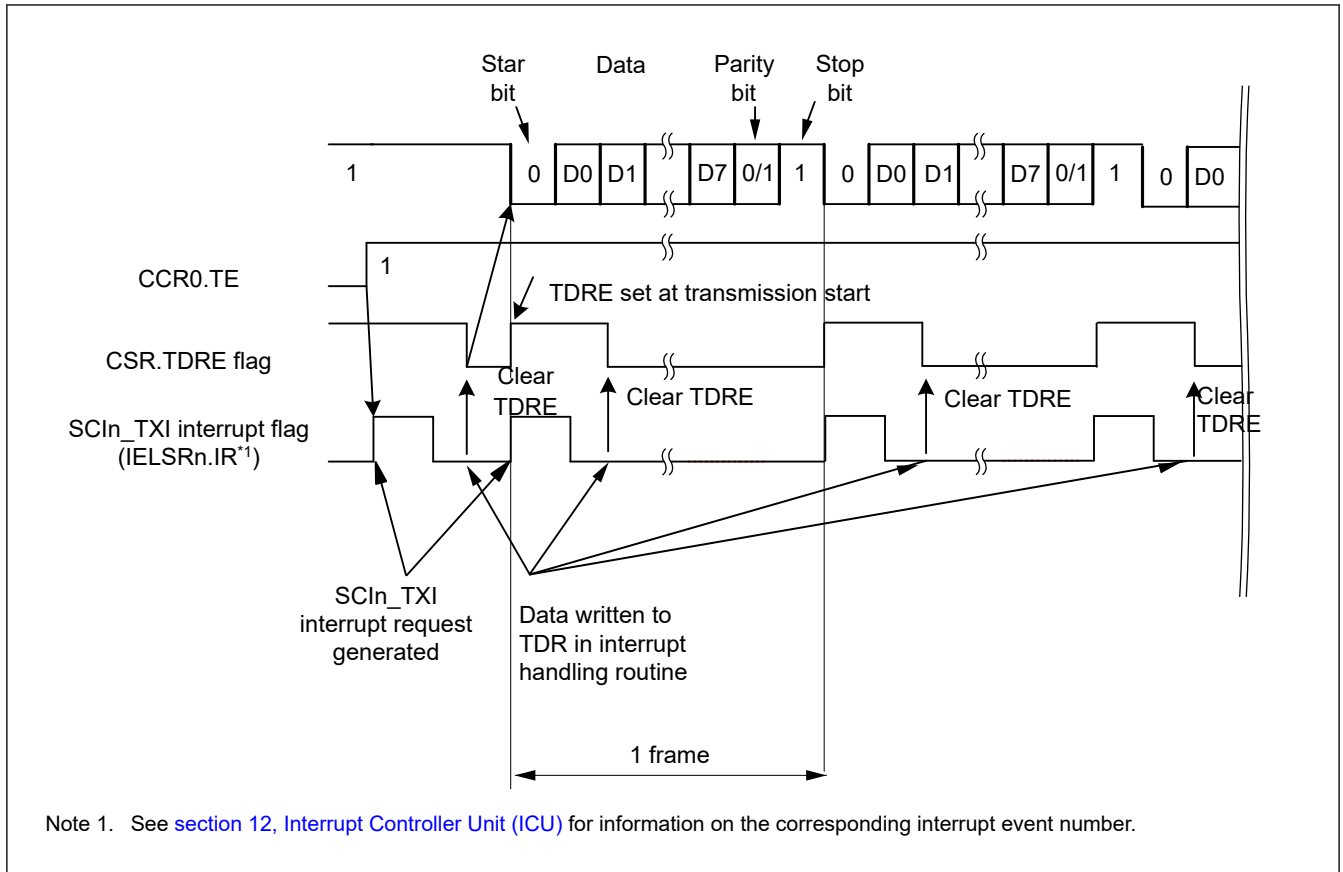 Star
bit
Data
Parity
bit
Stop
bit
1
0
D0
D1
D7
0/1
1
0
D0
D1
D7
0/1
1
0
D0
CCR0.TE
1
TDRE set at transmission start
CSR.TDRE flag
Clear
TDRE
Clear TDRE
Clear TDRE
Clear
TDRE
SCIn_TXI interrupt flag
(IELSRn.IR*1)
SCIn_TXI
interrupt request
generated
Data written to
TDR in interrupt
handling routine
1 frame
Note 1. See section 12, Interrupt Controller Unit (ICU) for information on the corresponding interrupt event number.